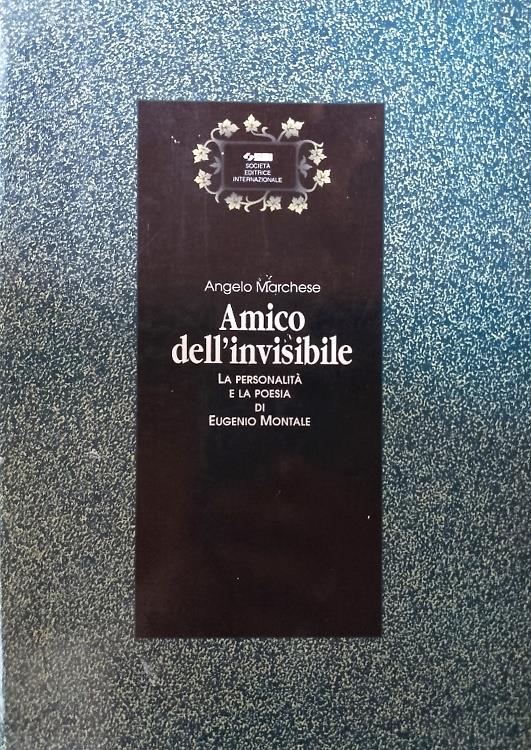 SOCIETÀ
EDITRICE
INTERNAZIONALE
Angelo Marchese
Amico
dell'invisibile
LA PERSONALITÀ
E LA POESIA
DI
EUGENIO MONTALE